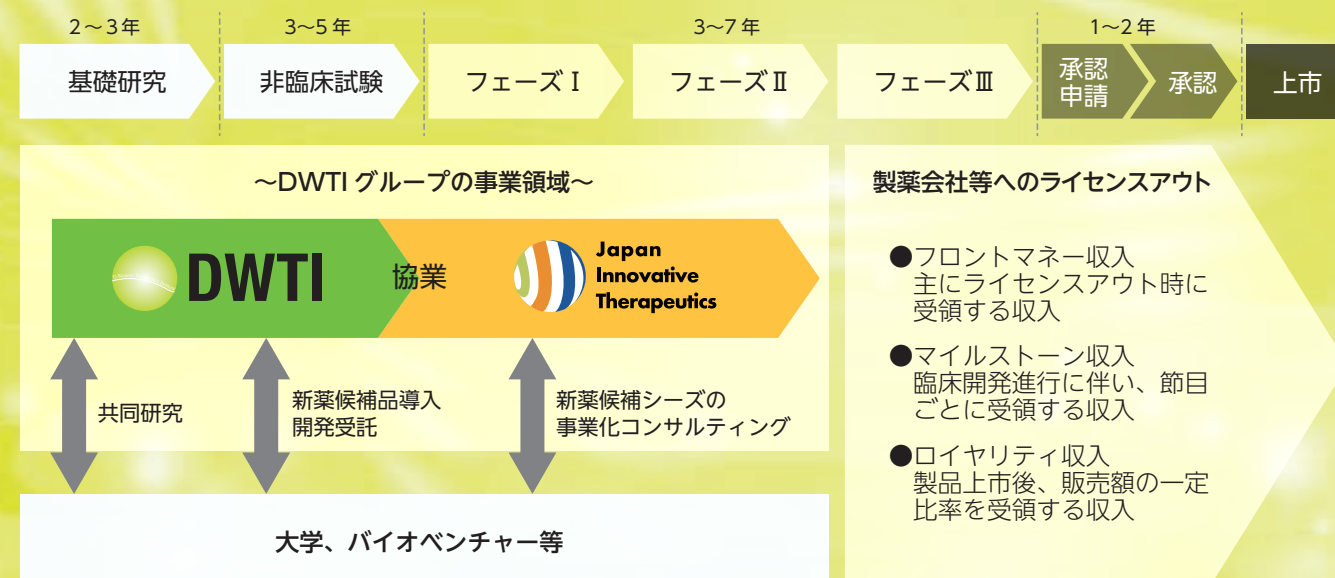 2～3年
3～5年
3～7年
1～2年
基礎研究
非臨床試験
フェーズⅠ
フェーズⅡ
フェーズⅢ
承認
申請
承認
上市
～DWTIグループの事業領域～
DWTI
協業
Japan
Innovative
Therapeutics
共同研究
新薬候補品導入
開発受託
新薬候補シーズの
事業化コンサルティング
大学、バイオベンチャー等
製薬会社等へのライセンスアウト
●フロントマネー収入
主にライセンスアウト時に
受領する収入
●マイルストーン収入
臨床開発進行に伴い、節目
ごとに受領する収入
●ロイヤリティ収入
製品上市後、販売額の一定
比率を受領する収入